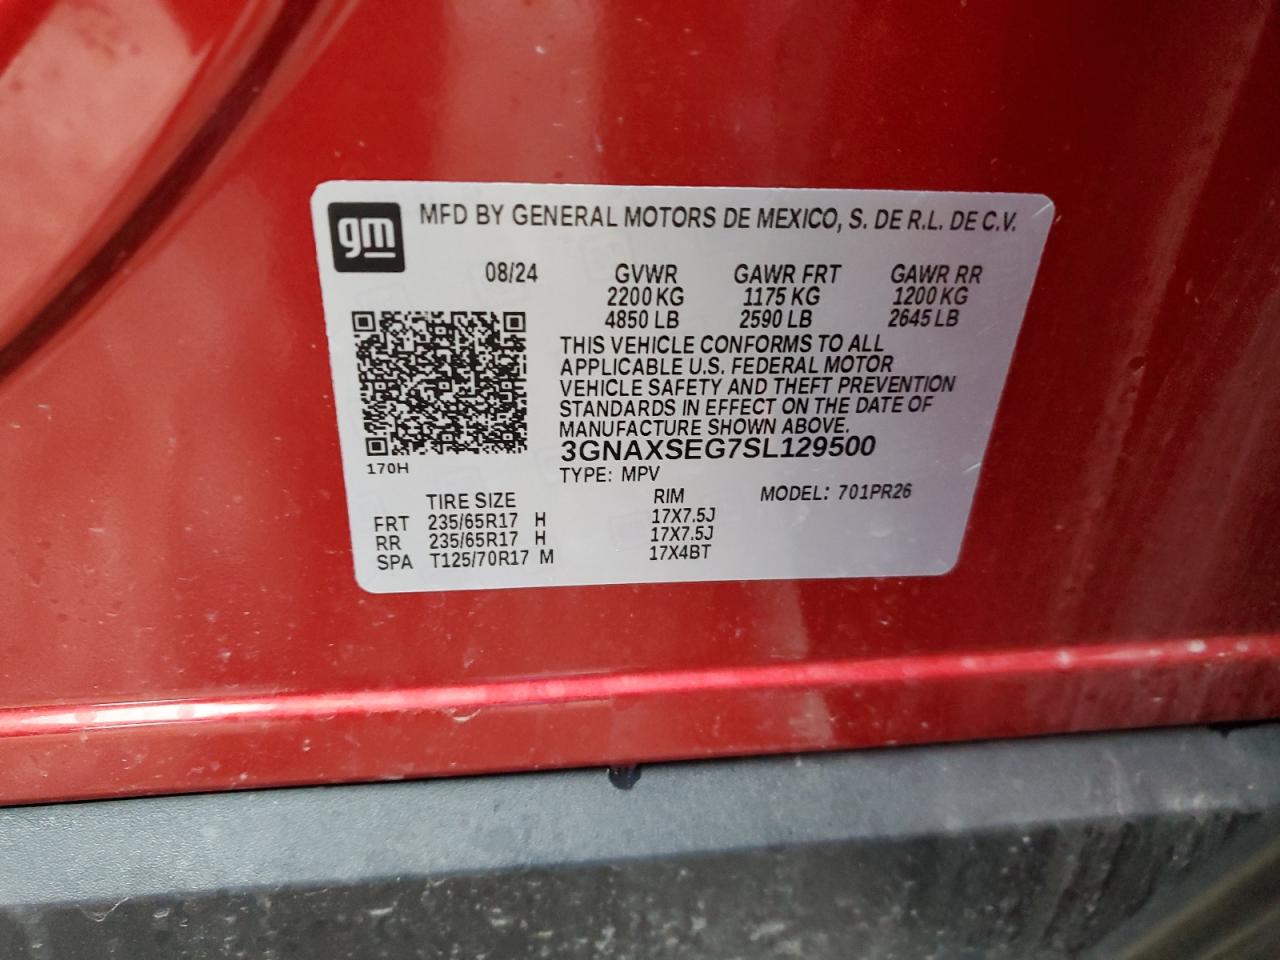 gm
MFD BY GENERAL MOTORS DE MEXICO, S. DE R.L. DE C.V.
08/24 GVWR GAWR FRT GAWR RR
2200 KG 1175 KG 1200 KG
4850 LB 2590 LB 2645 LB
THIS VEHICLE CONFORMS TO ALL
APPLICABLE U.S. FEDERAL MOTOR
VEHICLE SAFETY AND THEFT PREVENTION
STANDARDS IN EFFECT ON THE DATE OF
MANUFACTURE SHOWN ABOVE.
3GNAXSEG7SL129500
170H
TYPE: MPV
TIRE SIZE RIM MODEL: 701PR26
FRT 235/65R17 H 17X7.5J
RR 235/65R17 H 17X7.5J
SPA T125/70R17 M 17X4BT